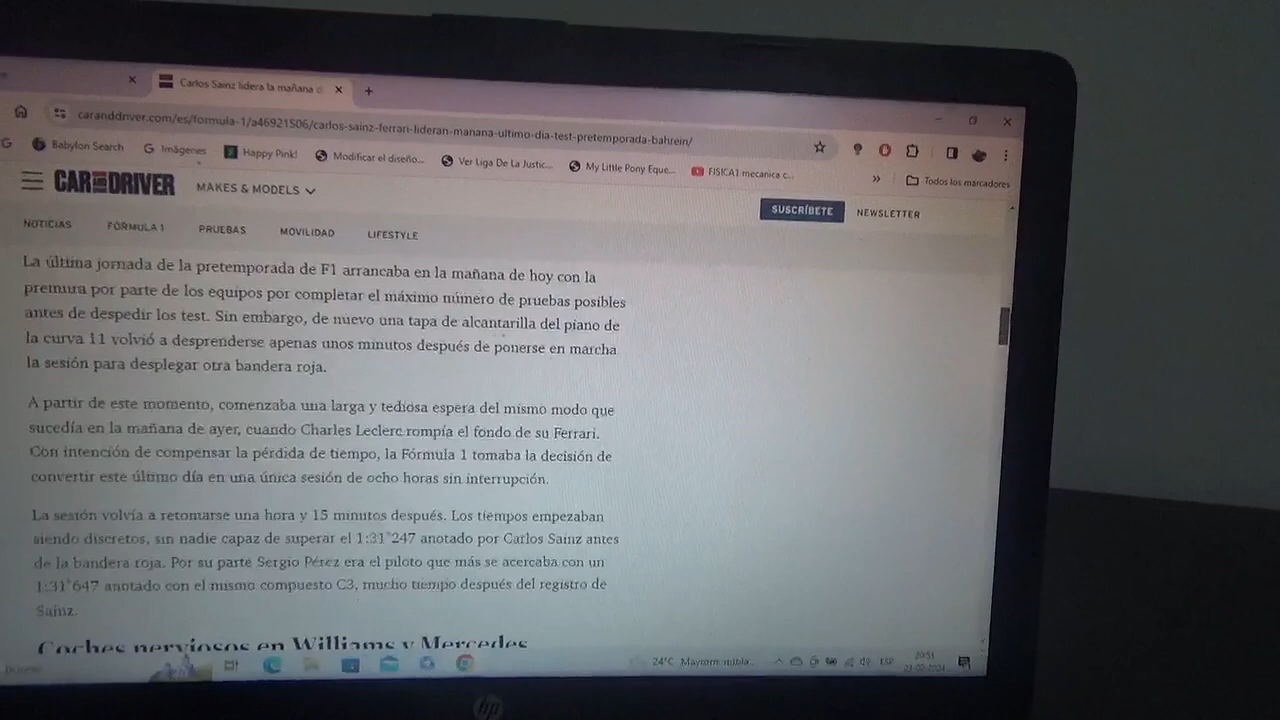 Carlos Sainz lidera la mañana d
caranddriver.com/es/formula-1/a46921506/carlos-sainz-ferrari-lideran-manana-ultimo-dia-test-pretemporada-bahrein/
G Babylon Search G Imágenes Happy Pink! Modificar el diseño... Ver Liga De La Justic... My Little Pony Eque... FISICA1 mecanica c... » Todos los marcadores
CAR AND DRIVER MAKES & MODELS SUSCRÍBETE NEWSLETTER
NOTICIAS FÓRMULA 1 PRUEBAS MOVILIDAD LIFESTYLE
La última jornada de la pretemporada de F1 arrancaba en la mañana de hoy con la
premura por parte de los equipos por completar el máximo número de pruebas posibles
antes de despedir los test. Sin embargo, de nuevo una tapa de alcantarilla del piano de
la curva 11 volvió a desprenderse apenas unos minutos después de ponerse en marcha
la sesión para desplegar otra bandera roja.
A partir de este momento, comenzaba una larga y tediosa espera del mismo modo que
sucedía en la mañana de ayer, cuando Charles Leclerc rompía el fondo de su Ferrari.
Con intención de compensar la pérdida de tiempo, la Fórmula 1 tomaba la decisión de
convertir este último día en una única sesión de ocho horas sin interrupción.
La sesión volvía a retomarse una hora y 15 minutos después. Los tiempos empezaban
siendo discretos, sin nadie capaz de superar el 1:31"247 anotado por Carlos Sainz antes
de la bandera roja. Por su parte Sergio Pérez era el piloto que más se acercaba con un
1:31"647 anotado con el mismo compuesto C3, mucho tiempo después del registro de
Sainz.
Coches nerviosos en Williams y Mercedes
24°C ESP 20:51
hp